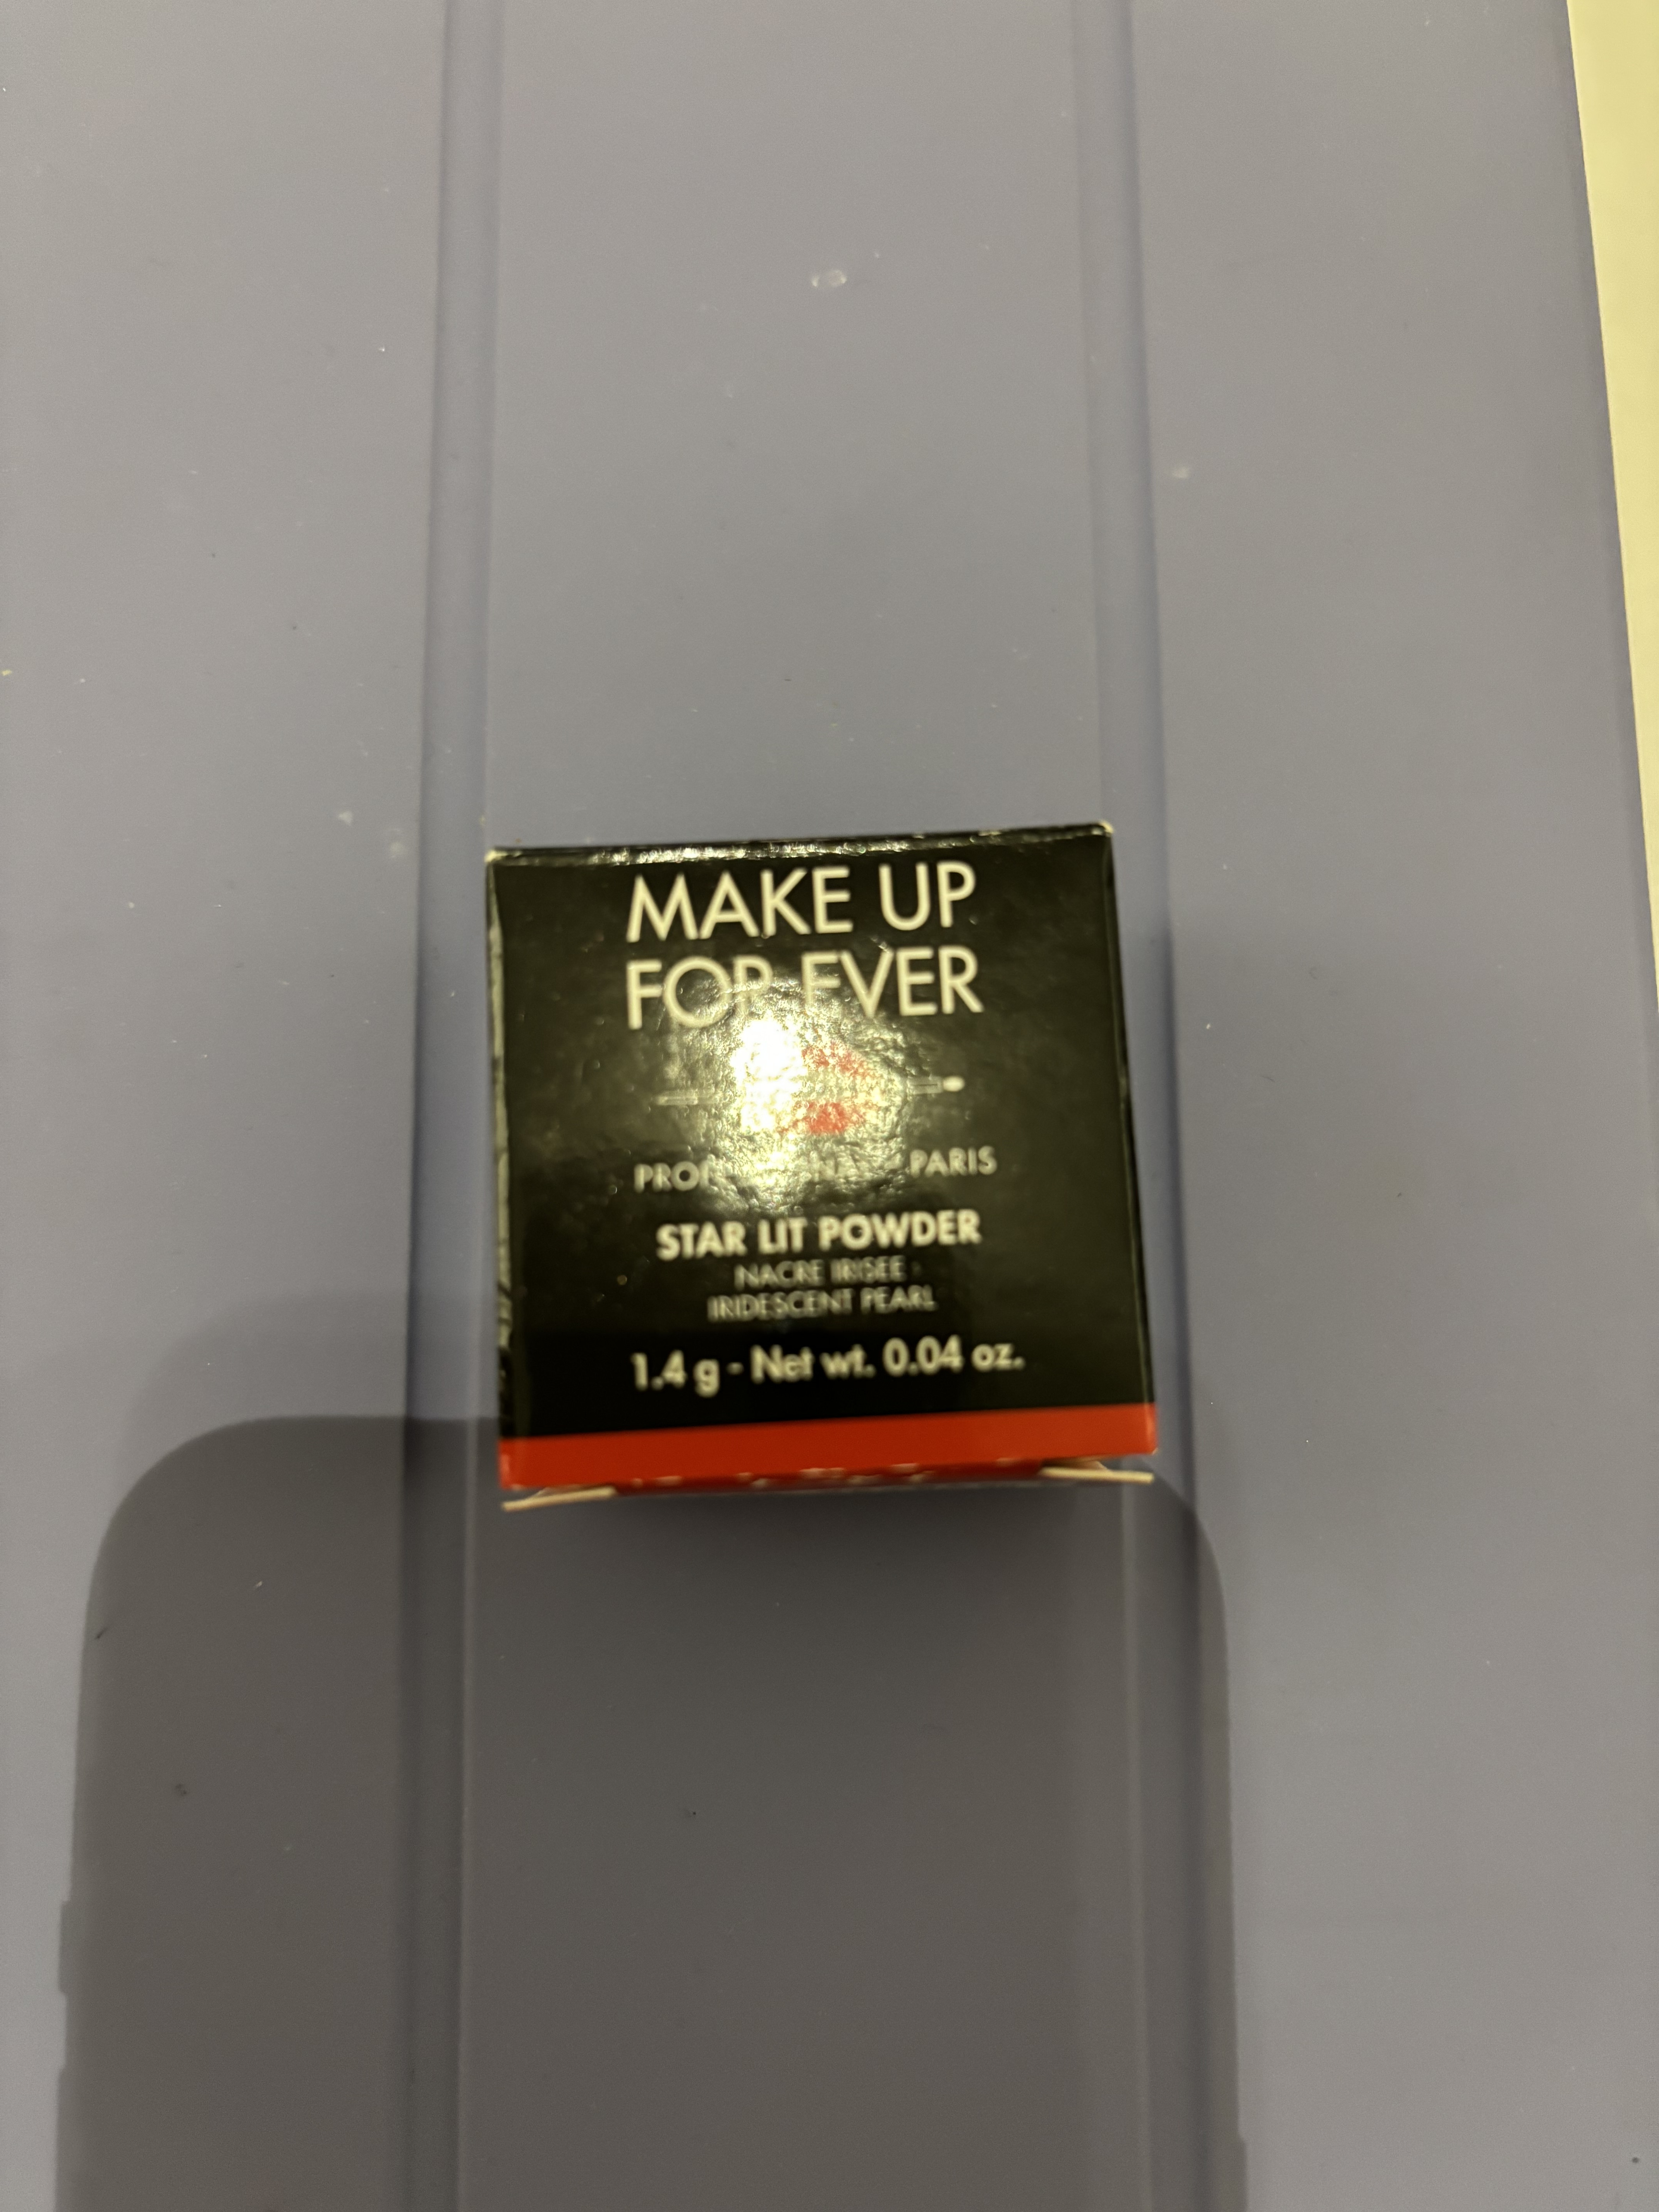 MAKE UP
FOR EVER
PARIS
STAR LIT POWDER
NACRE IRISEE
IRIDESCENT PEARL
1.4 g - Net wt. 0.04 oz.